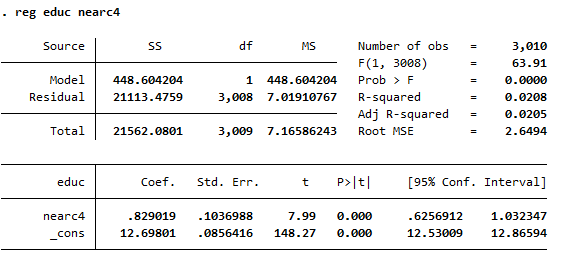 . reg educ nearc4
Source SS df MS Number of obs = 3,010
F(1, 3008) = 63.91
Model 448.604204 1 448.604204 Prob > F = 0.0000
Residual 21113.4759 3,008 7.01910767 R-squared = 0.0208
Adj R-squared = 0.0205
Total 21562.0801 3,009 7.16586243 Root MSE = 2.6494
educ Coef. Std. Err. t P>|t| [95% Conf. Interval]
nearc4 .829019 .1036988 7.99 0.000 .6256912 1.032347
_cons 12.69801 .0856416 148.27 0.000 12.53009 12.86594